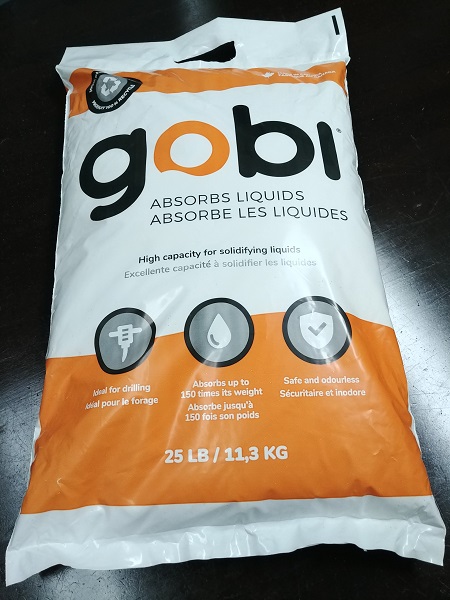 gobi®
ABSORBS LIQUIDS
ABSORBE LES LIQUIDES
High capacity for solidifying liquids
Excellente capacité à solidifier les liquides
Ideal for drilling
Idéal pour le forage
Absorbs up to
150 times its weight
Absorbe jusqu'à
150 fois son poids
Safe and odourless
Sécuritaire et inodore
25 LB / 11,3 KG